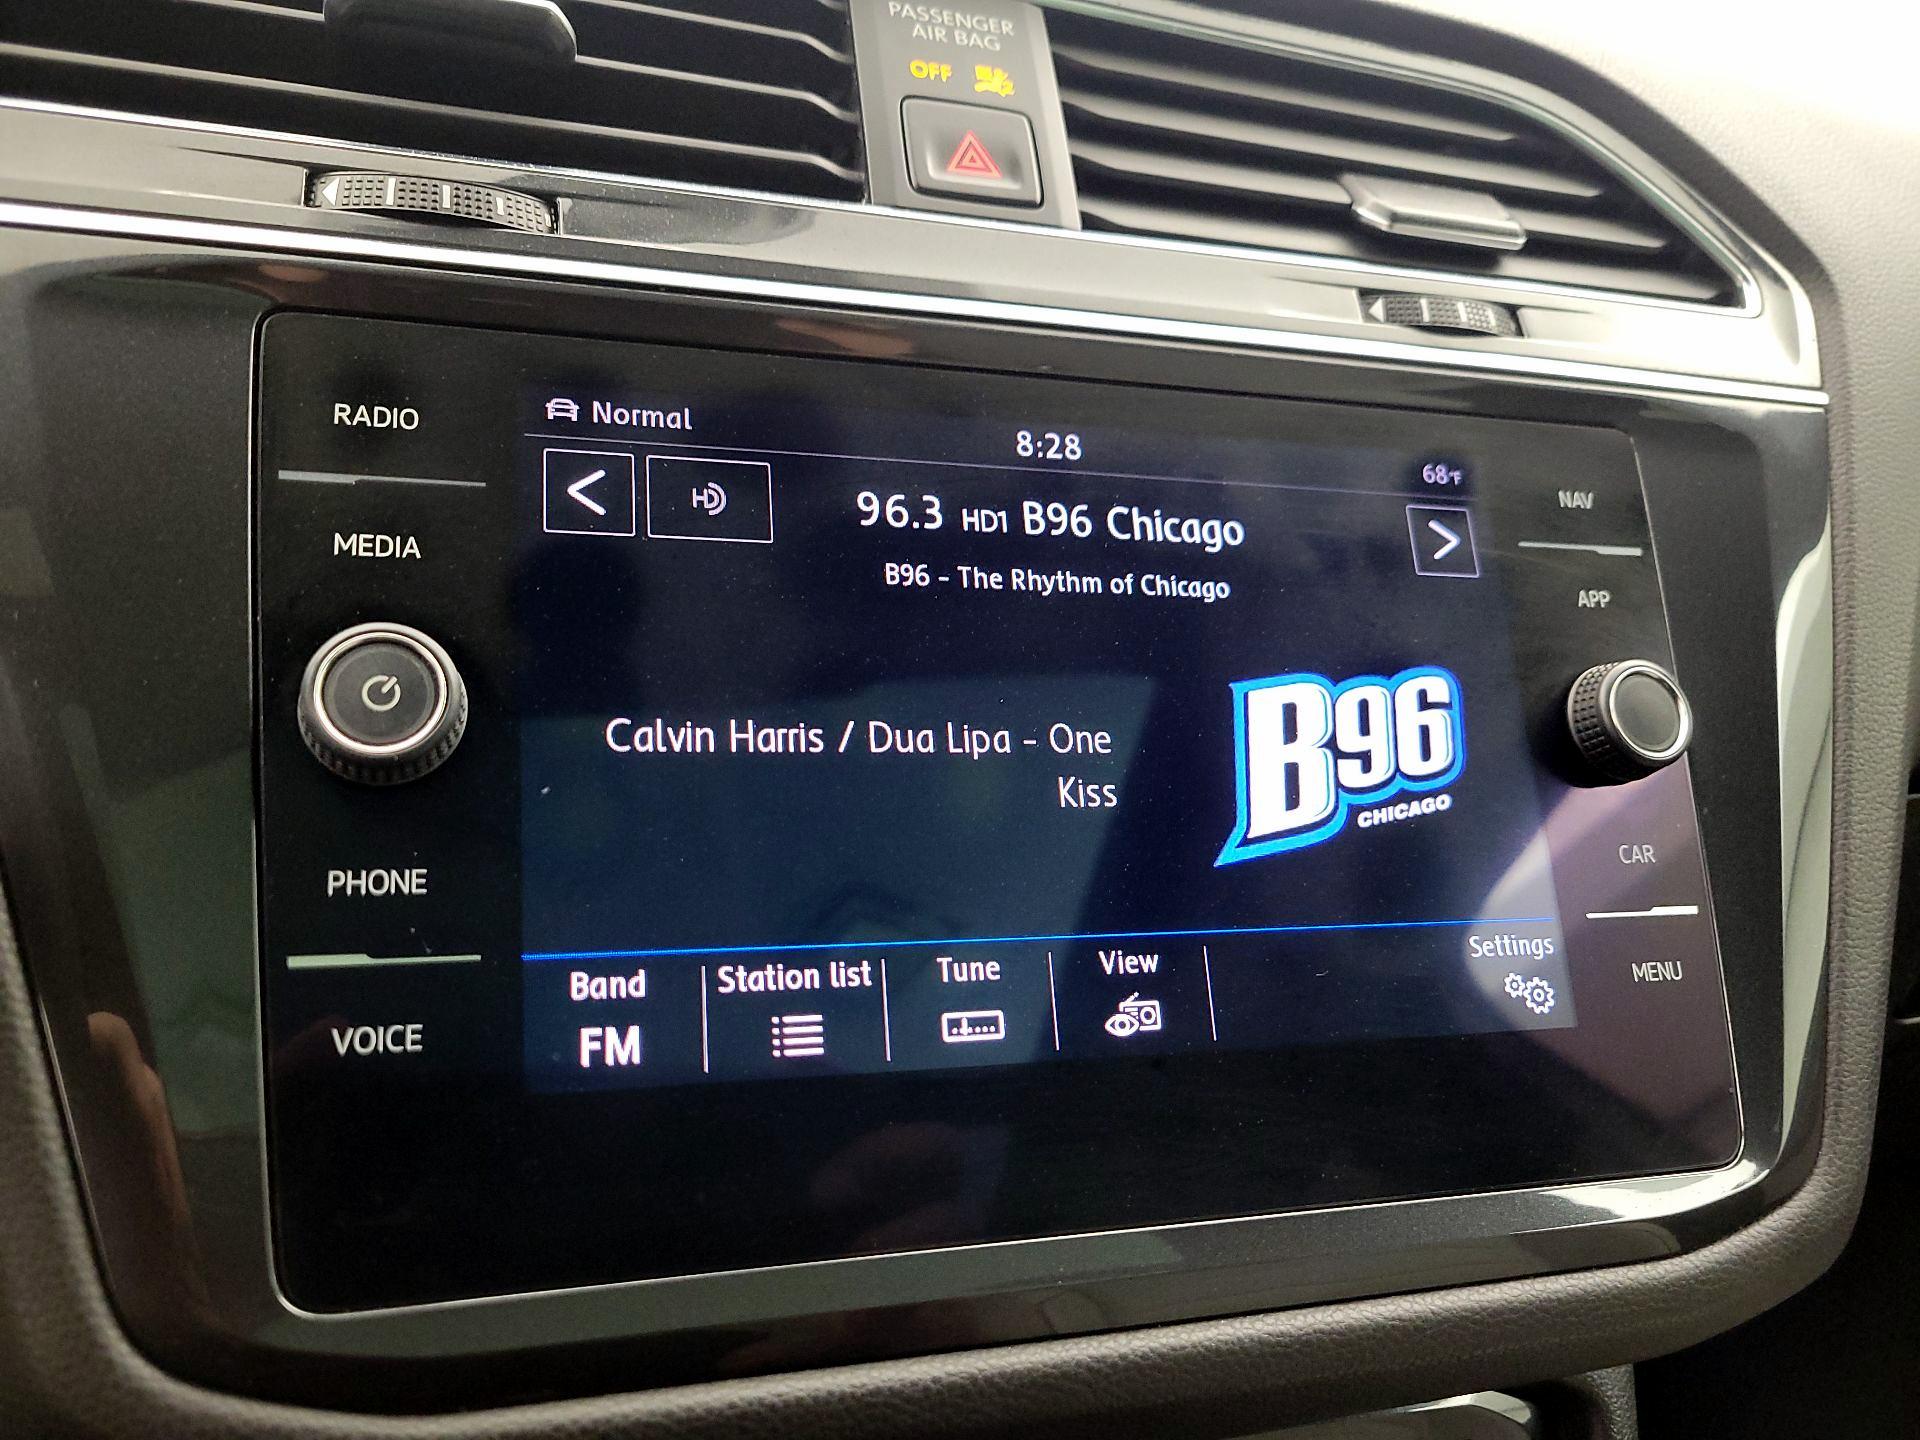 PASSENGER
AIR BAG
OFF
RADIO
MEDIA
PHONE
VOICE
Normal
8:28
68°F
HD
96.3 HD1 B96 Chicago
B96 - The Rhythm of Chicago
Calvin Harris / Dua Lipa - One
Kiss
B96
CHICAGO
Band
FM
Station list
Tune
View
Settings
NAV
APP
CAR
MENU